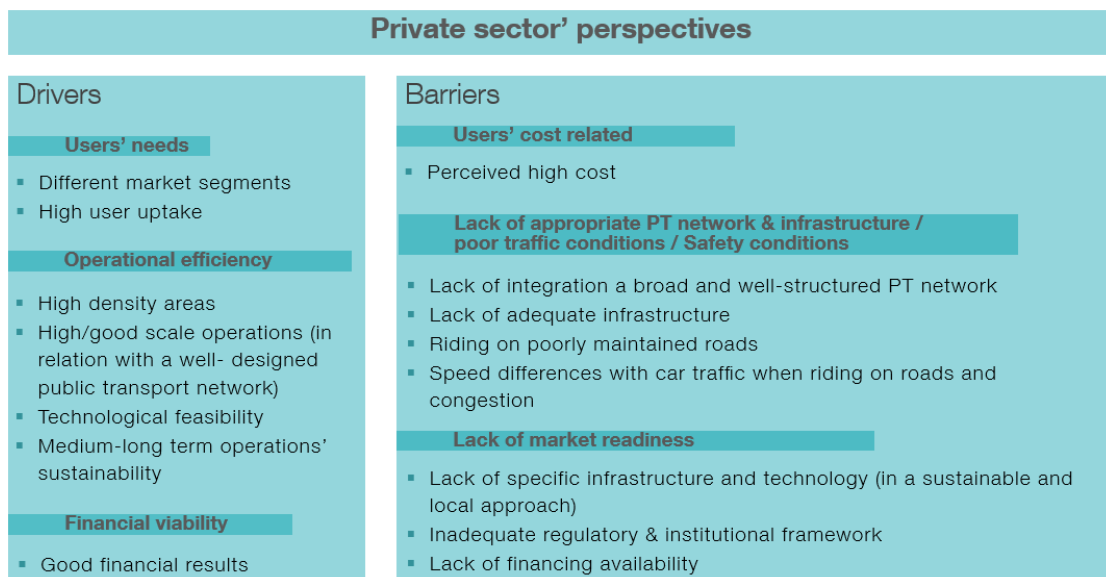 Private sector’ perspectives
Drivers
Users’ needs
▪ Different market segments
▪ High user uptake
Operational efficiency
▪ High density areas
▪ High/good scale operations (in
relation with a well- designed
public transport network)
▪ Technological feasibility
▪ Medium-long term operations’
sustainability
Financial viability
▪ Good financial results
Barriers
Users’ cost related
▪ Perceived high cost
Lack of appropriate PT network & infrastructure /
poor traffic conditions / Safety conditions
▪ Lack of integration a broad and well-structured PT network
▪ Lack of adequate infrastructure
▪ Riding on poorly maintained roads
▪ Speed differences with car traffic when riding on roads and
congestion
Lack of market readiness
▪ Lack of specific infrastructure and technology (in a sustainable and
local approach)
▪ Inadequate regulatory & institutional framework
▪ Lack of financing availability